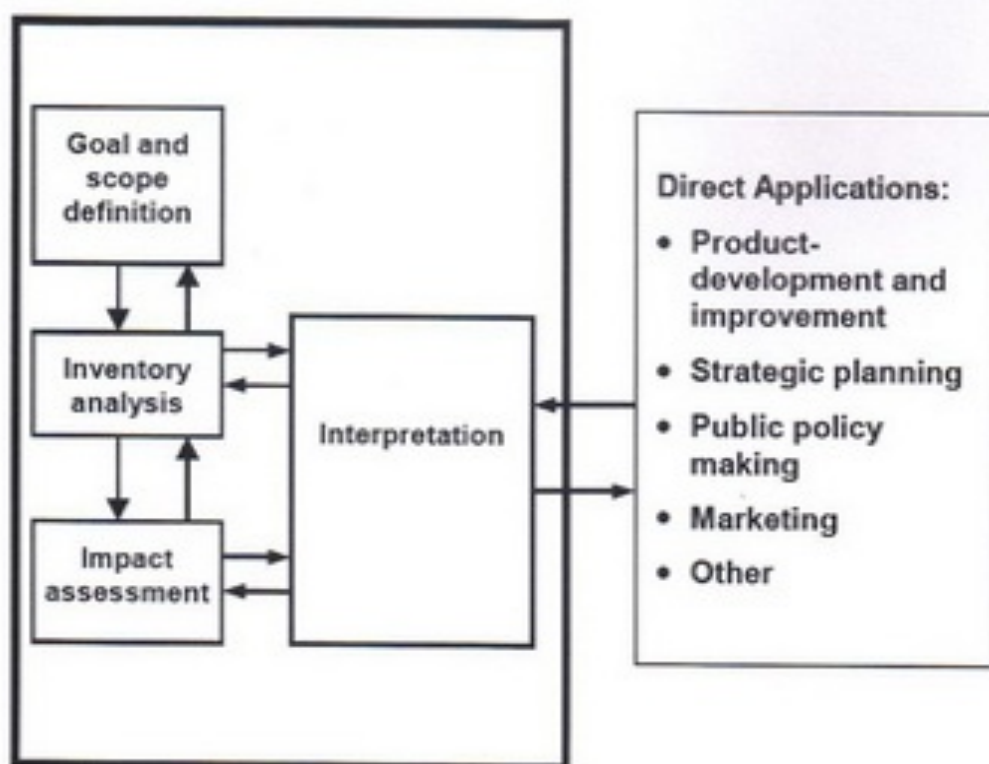 Goal and
scope
definition
Inventory
analysis
Impact
assessment
Interpretation
Direct Applications:
• Product-
development and
improvement
• Strategic planning
• Public policy
making
• Marketing
• Other